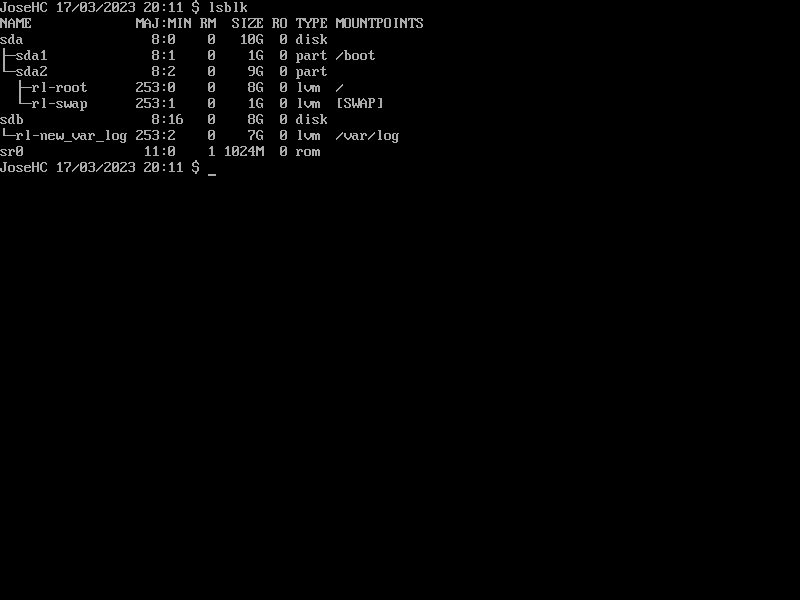 JoseHC 17/03/2023 20:11 $ lsblk
NAME             MAJ:MIN RM  SIZE RO TYPE MOUNTPOINTS
sda                8:0    0   10G  0 disk
├─sda1             8:1    0    1G  0 part /boot
└─sda2             8:2    0    9G  0 part
  ├─rl-root      253:0    0    8G  0 lvm  /
  └─rl-swap      253:1    0    1G  0 lvm  [SWAP]
sdb                8:16   0    8G  0 disk
└─rl-new_var_log 253:2    0    7G  0 lvm  /var/log
sr0               11:0    1 1024M  0 rom
JoseHC 17/03/2023 20:11 $ _